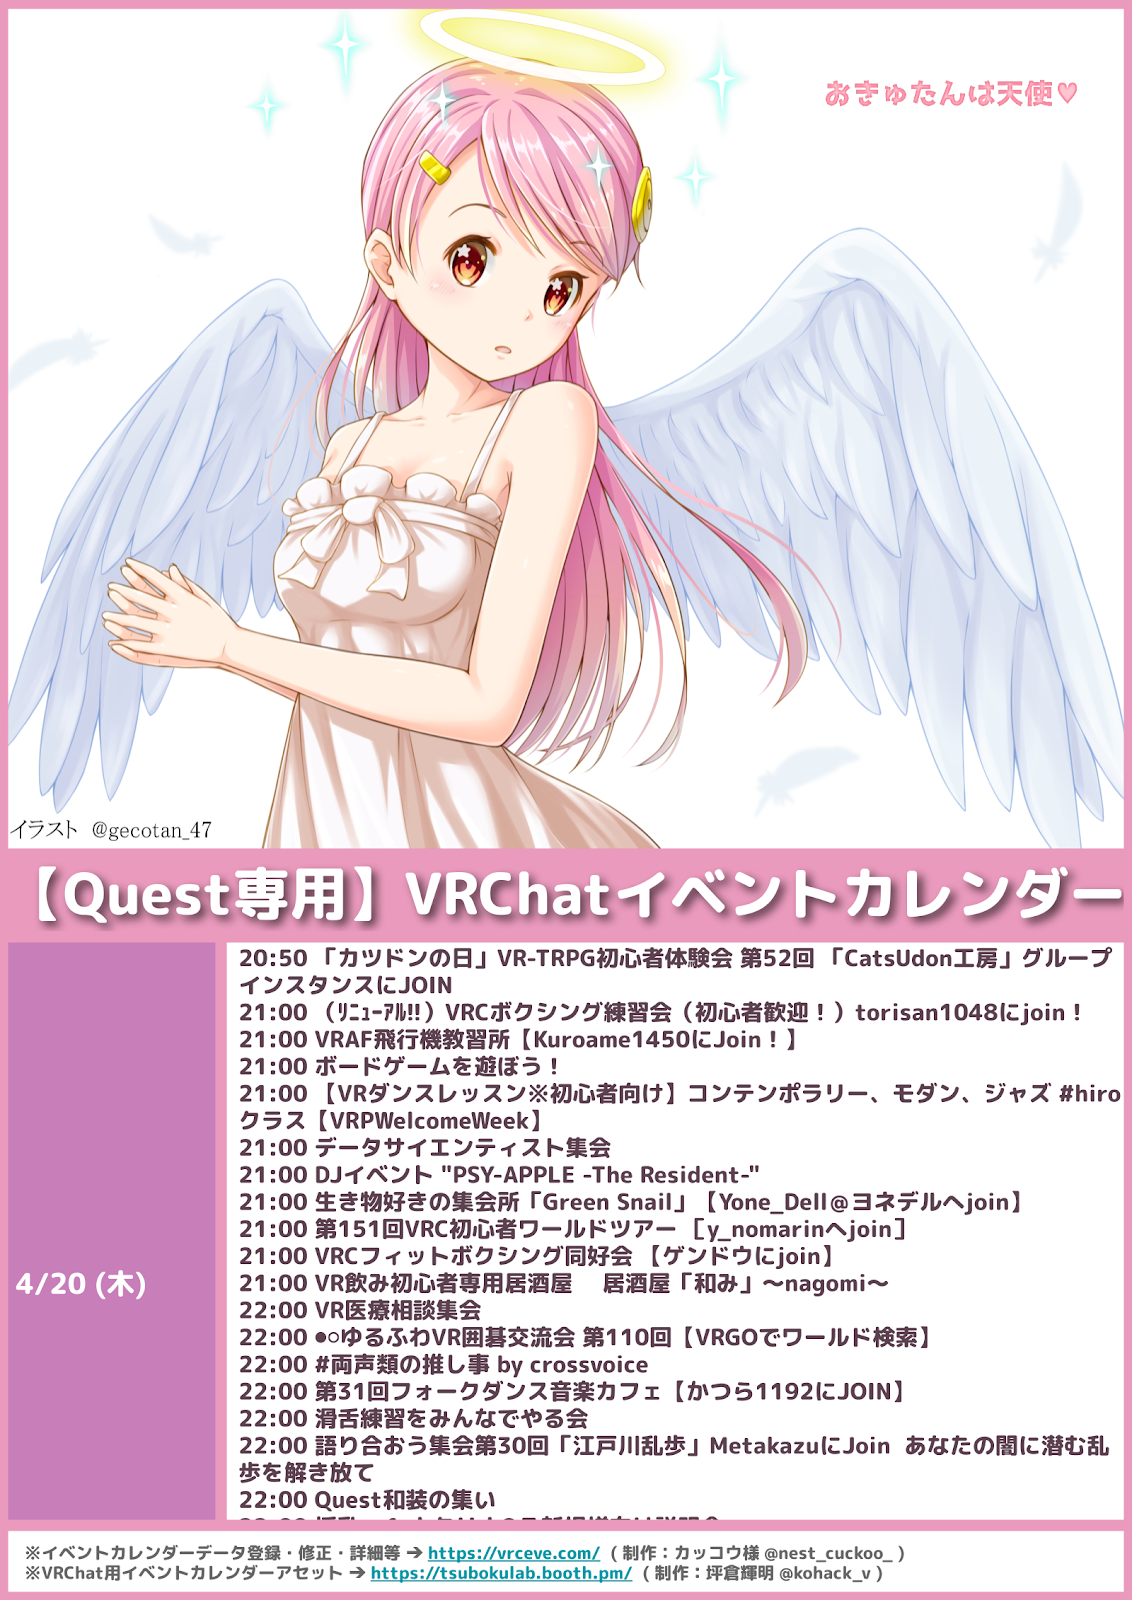 おきゅたんは天使♥
イラスト @gecotan_47
【Quest専用】VRChatイベントカレンダー
4/20 (木)
20:50 「カツドンの日」VR-TRPG初心者体験会 第52回 「CatsUdon工房」グループ
インスタンスにJOIN
21:00 （ﾘﾆｭｰｱﾙ!!）VRCボクシング練習会（初心者歓迎！）torisan1048にjoin！
21:00 VRAF飛行機教習所【Kuroame1450にJoin！】
21:00 ボードゲームを遊ぼう！
21:00 【VRダンスレッスン※初心者向け】コンテンポラリー、モダン、ジャズ #hiro
クラス【VRPWelcomeWeek】
21:00 データサイエンティスト集会
21:00 DJイベント "PSY-APPLE -The Resident-"
21:00 生き物好きの集会所「Green Snail」【Yone_Dell@ヨネデルへjoin】
21:00 第151回VRC初心者ワールドツアー ［y_nomarinへjoin］
21:00 VRCフィットボクシング同好会 【ゲンドウにjoin】
21:00 VR飲み初心者専用居酒屋　居酒屋「和み」～nagomi～
22:00 VR医療相談集会
22:00 ●○ゆるふわVR囲碁交流会 第110回【VRGOでワールド検索】
22:00 #両声類の推し事 by crossvoice
22:00 第31回フォークダンス音楽カフェ【かつら1192にJOIN】
22:00 滑舌練習をみんなでやる会
22:00 語り合おう集会第30回「江戸川乱歩」MetakazuにJoin あなたの闇に潜む乱
歩を解き放て
22:00 Quest和装の集い
※イベントカレンダーデータ登録・修正・詳細等 ➔ https://vrceve.com/ ( 制作：カッコウ様 @nest_cuckoo_ )
※VRChat用イベントカレンダーアセット ➔ https://tsubokulab.booth.pm/ ( 制作：坪倉輝明 @kohack_v )